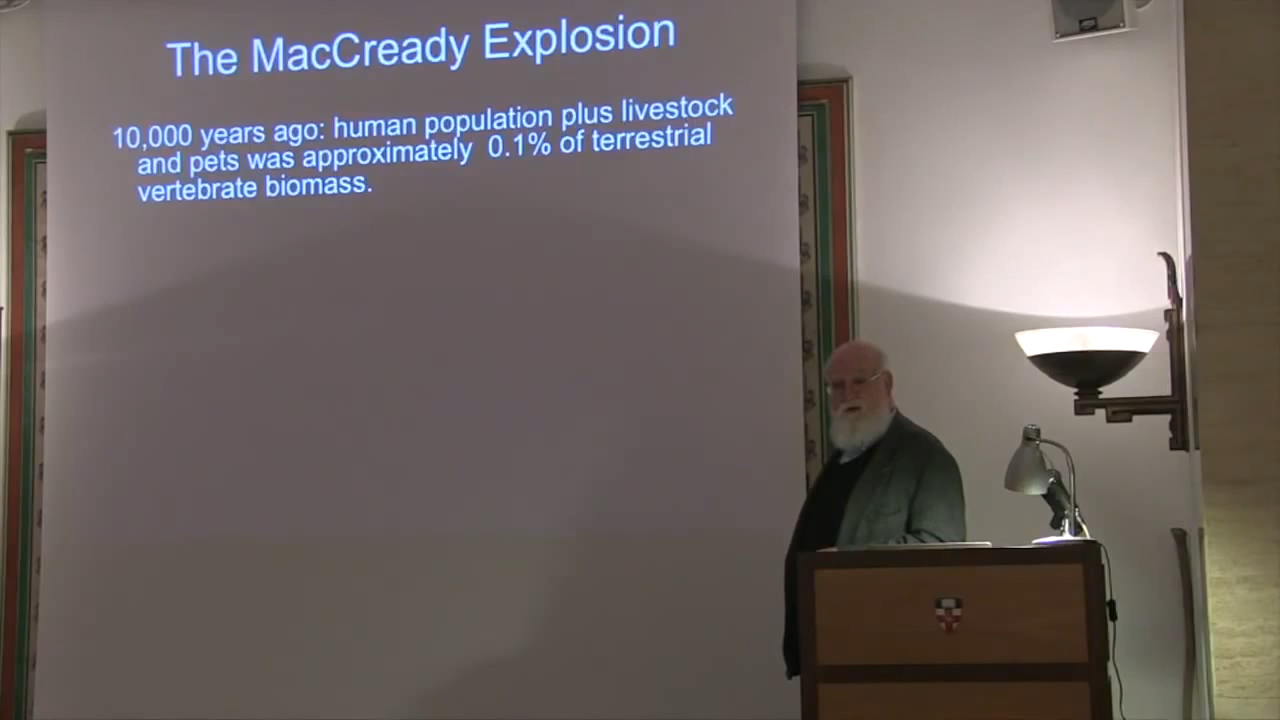 The MacCready Explosion
10,000 years ago: human population plus livestock
and pets was approximately 0.1% of terrestrial
vertebrate biomass.